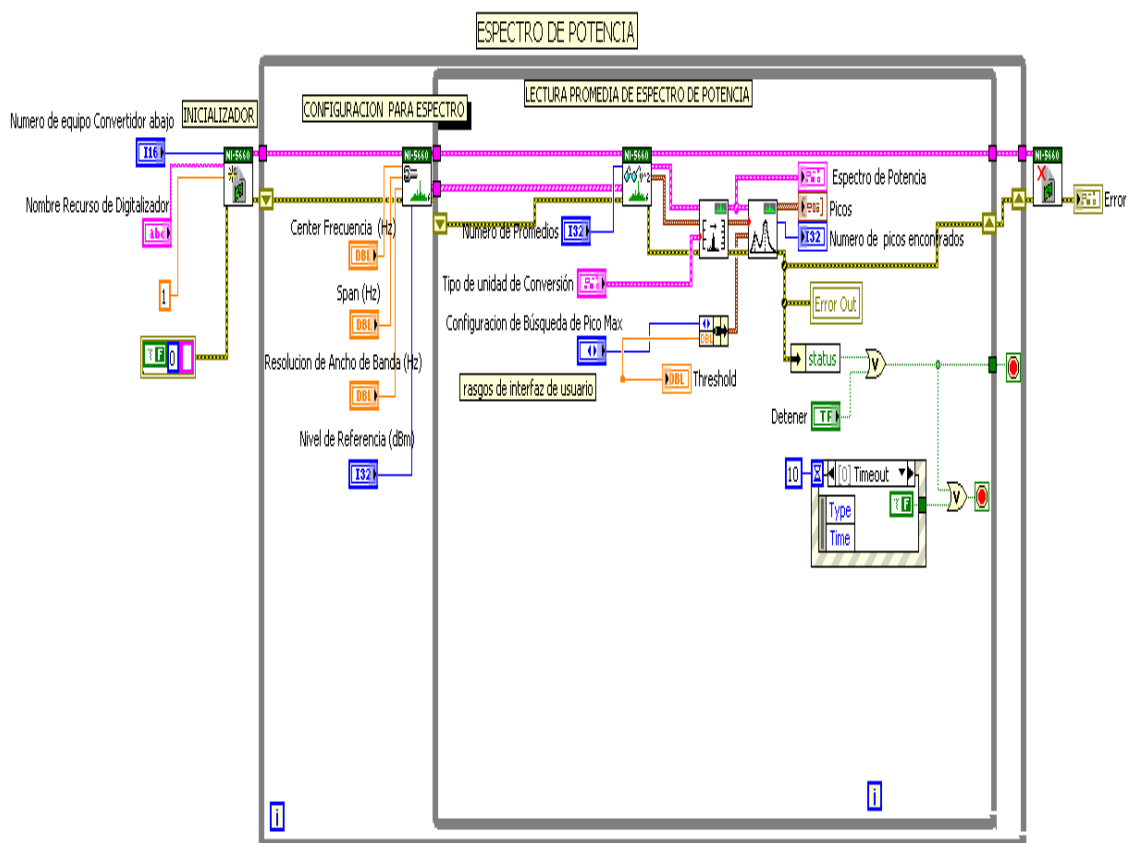 ESPECTRO DE POTENCIA
LECTURA PROMEDIA DE ESPECTRO DE POTENCIA
INICIALIZADOR
CONFIGURACION PARA ESPECTRO
Numero de equipo Convertidor abajo
I16
NI-5660
NI-5660
NI-5660
NI-5660
Nombre Recurso de Digitalizador
abc
1
F
0
Center Frecuencia (Hz)
DBL
Span (Hz)
DBL
Resolucion de Ancho de Banda (Hz)
DBL
Nivel de Referencia (dBm)
I32
Numero de Promedios
I32
Tipo de unidad de Conversión
Configuracion de Búsqueda de Pico Max
DBL
rasgos de interfaz de usuario
DBL
Threshold
Espectro de Potencia
Picos
I32
Numero de picos encontrados
Error
Error Out
status
V
Detener
TF
10
[0] Timeout
Type
Time
F
V
i
i